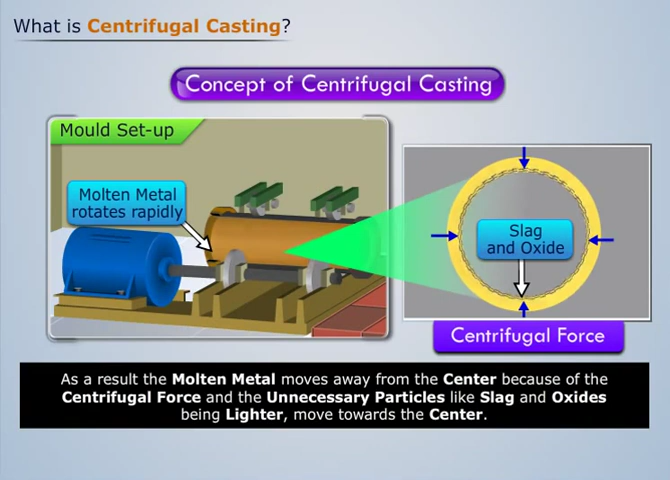 What is Centrifugal Casting?
Concept of Centrifugal Casting
Mould Set-up
Molten Metal
rotates rapidly
Slag
and Oxide
Centrifugal Force
As a result the Molten Metal moves away from the Center because of the
Centrifugal Force and the Unnecessary Particles like Slag and Oxides
being Lighter, move towards the Center.